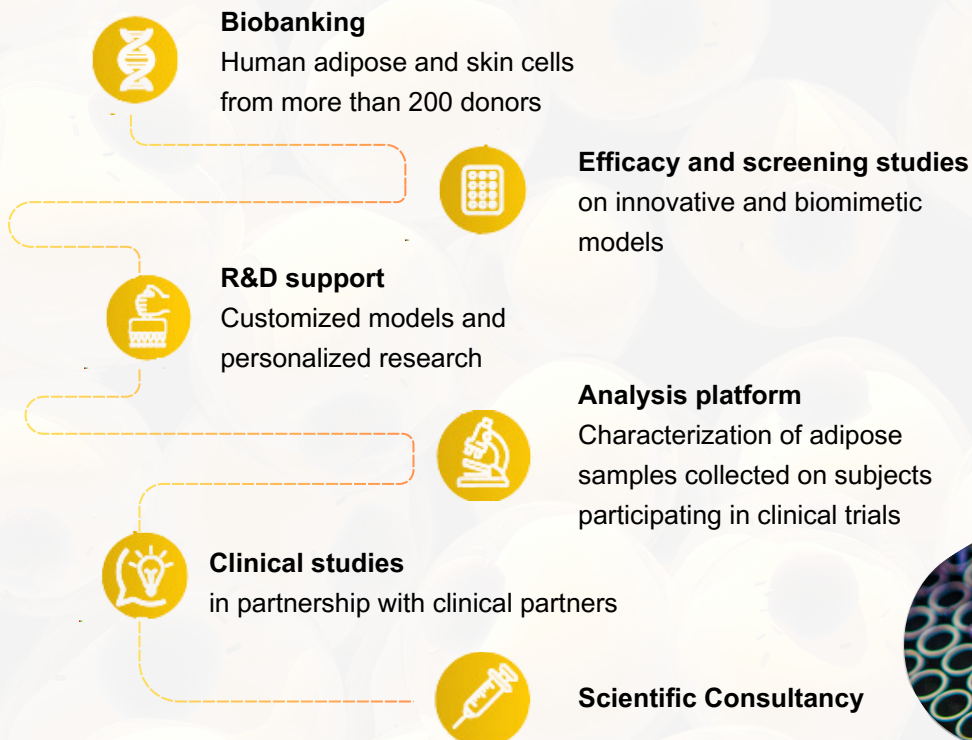 Biobanking
Human adipose and skin cells
from more than 200 donors
Efficacy and screening studies
on innovative and biomimetic
models
R&D support
Customized models and
personalized research
Analysis platform
Characterization of adipose
samples collected on subjects
participating in clinical trials
Clinical studies
in partnership with clinical partners
Scientific Consultancy